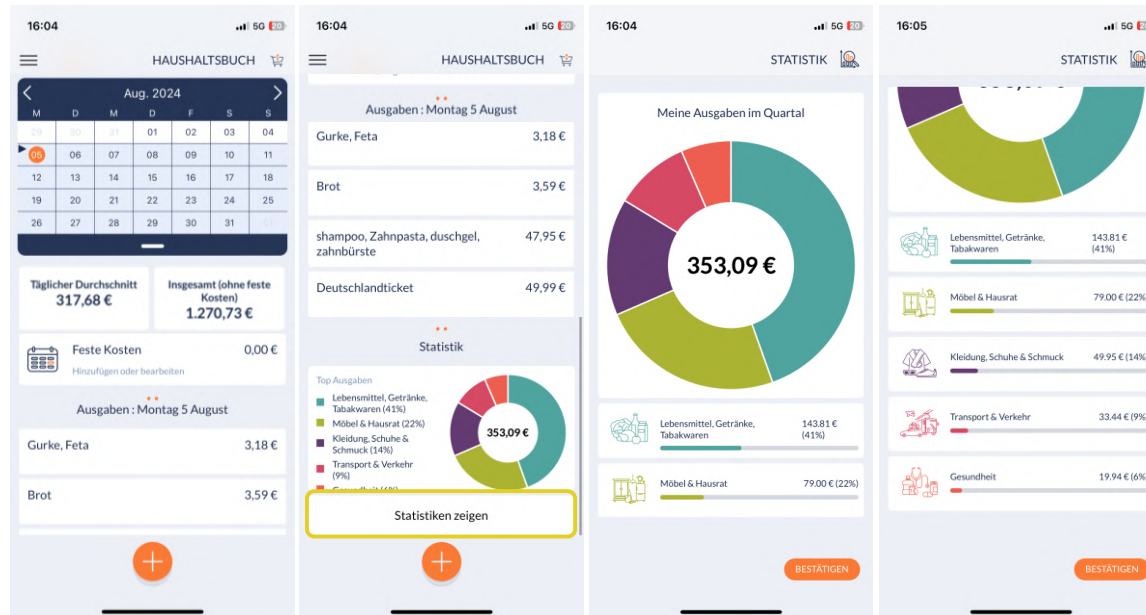 16:04
5G 20
HAUSHALTSBUCH
Aug. 2024
M D M D F S S
29 30 31 01 02 03 04
05 06 07 08 09 10 11
12 13 14 15 16 17 18
19 20 21 22 23 24 25
26 27 28 29 30 31
Täglicher Durchschnitt
317,68 €
Insgesamt (ohne feste
Kosten)
1.270,73 €
Feste Kosten
0,00 €
Hinzufügen oder bearbeiten
Ausgaben : Montag 5 August
Gurke, Feta
3,18 €
Brot
3,59 €
16:04
5G 20
HAUSHALTSBUCH
Ausgaben : Montag 5 August
Gurke, Feta
3,18 €
Brot
3,59 €
shampoo, Zahnpasta, duschgel,
zahnbürste
47,95 €
Deutschlandticket
49,99 €
Statistik
Top Ausgaben
Lebensmittel, Getränke,
Tabakwaren (41%)
Möbel & Hausrat (22%)
Kleidung, Schuhe &
Schmuck (14%)
Transport & Verkehr
(9%)
353,09 €
Statistiken zeigen
16:04
5G 20
STATISTIK
Meine Ausgaben im Quartal
353,09 €
Lebensmittel, Getränke,
Tabakwaren
143.81 €
(41%)
Möbel & Hausrat
79.00 € (22%)
BESTÄTIGEN
16:05
5G
STATISTIK
Lebensmittel, Getränke,
Tabakwaren
143.81 €
(41%)
Möbel & Hausrat
79.00 € (22%)
Kleidung, Schuhe & Schmuck
49.95 € (14%
Transport & Verkehr
33.44 € (9%)
Gesundheit
19.94 € (6%)
BESTÄTIGEN